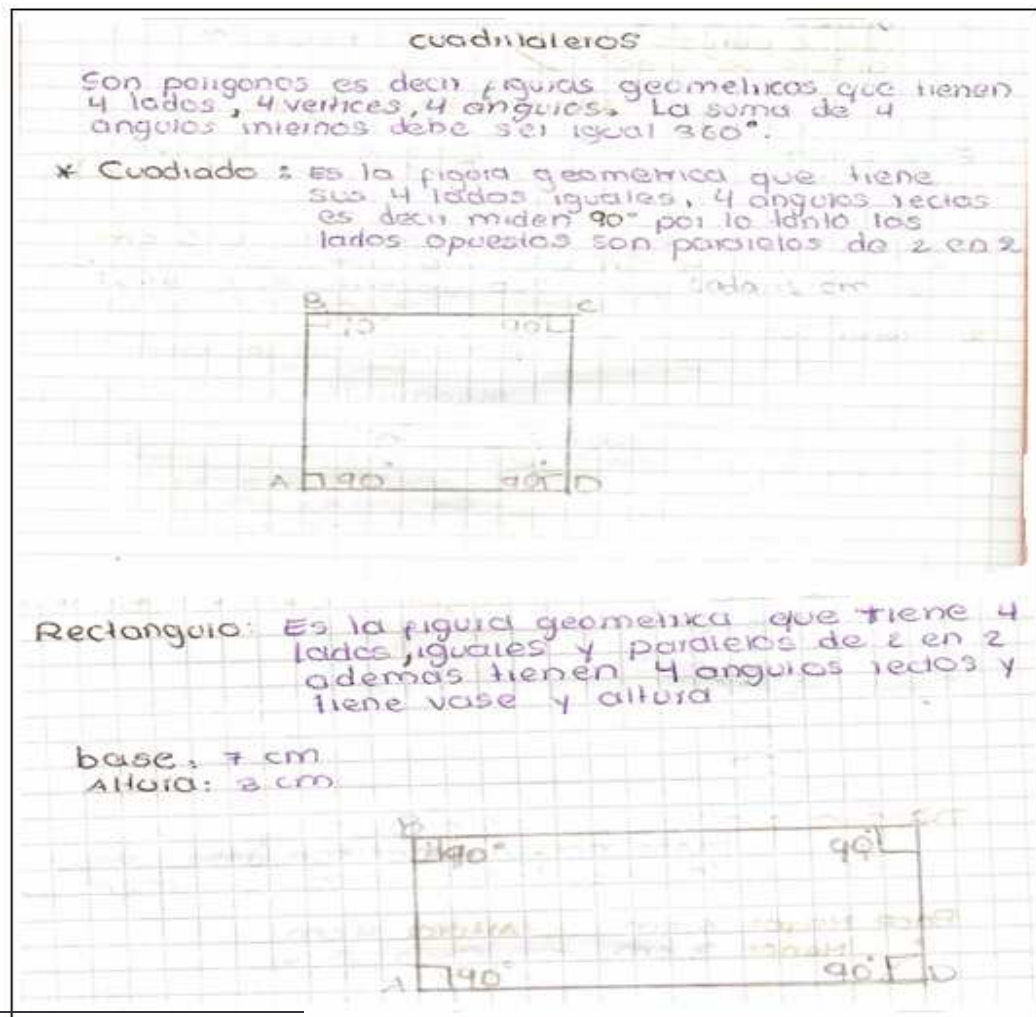 cuadrilateros
Son poligonos es decir figuras geometricas que tienen
4 lados, 4 vertices, 4 angulos. La suma de 4
angulos internos debe ser igual 360°.
* Cuadrado : Es la figura geometrica que tiene
sus 4 lados iguales, 4 angulos rectos
es decir miden 90° por lo tanto los
lados opuestos son paralelos de 2 en 2
B C
90
A 90° 90° D
Rectangulo: Es la figura geometrica que tiene 4
lados, iguales y paralelos de 2 en 2
ademas tienen 4 angulos rectos y
tiene vase y altura
base: 7 cm
Altura: 3 cm
90° 90°
A 90° 90° D